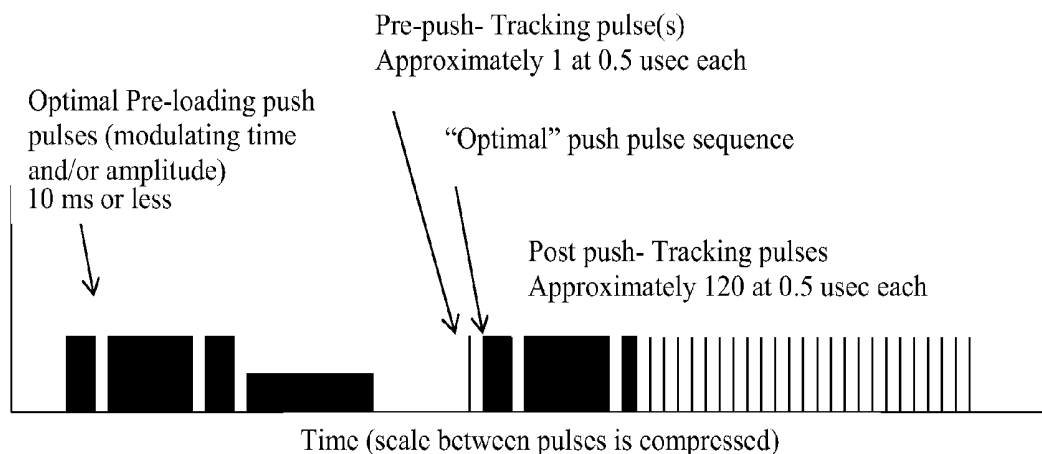 Pre-push- Tracking pulse(s)
Approximately 1 at 0.5 usec each
Optimal Pre-loading push
pulses (modulating time
and/or amplitude)
10 ms or less
“Optimal” push pulse sequence
Post push- Tracking pulses
Approximately 120 at 0.5 usec each
Time (scale between pulses is compressed)